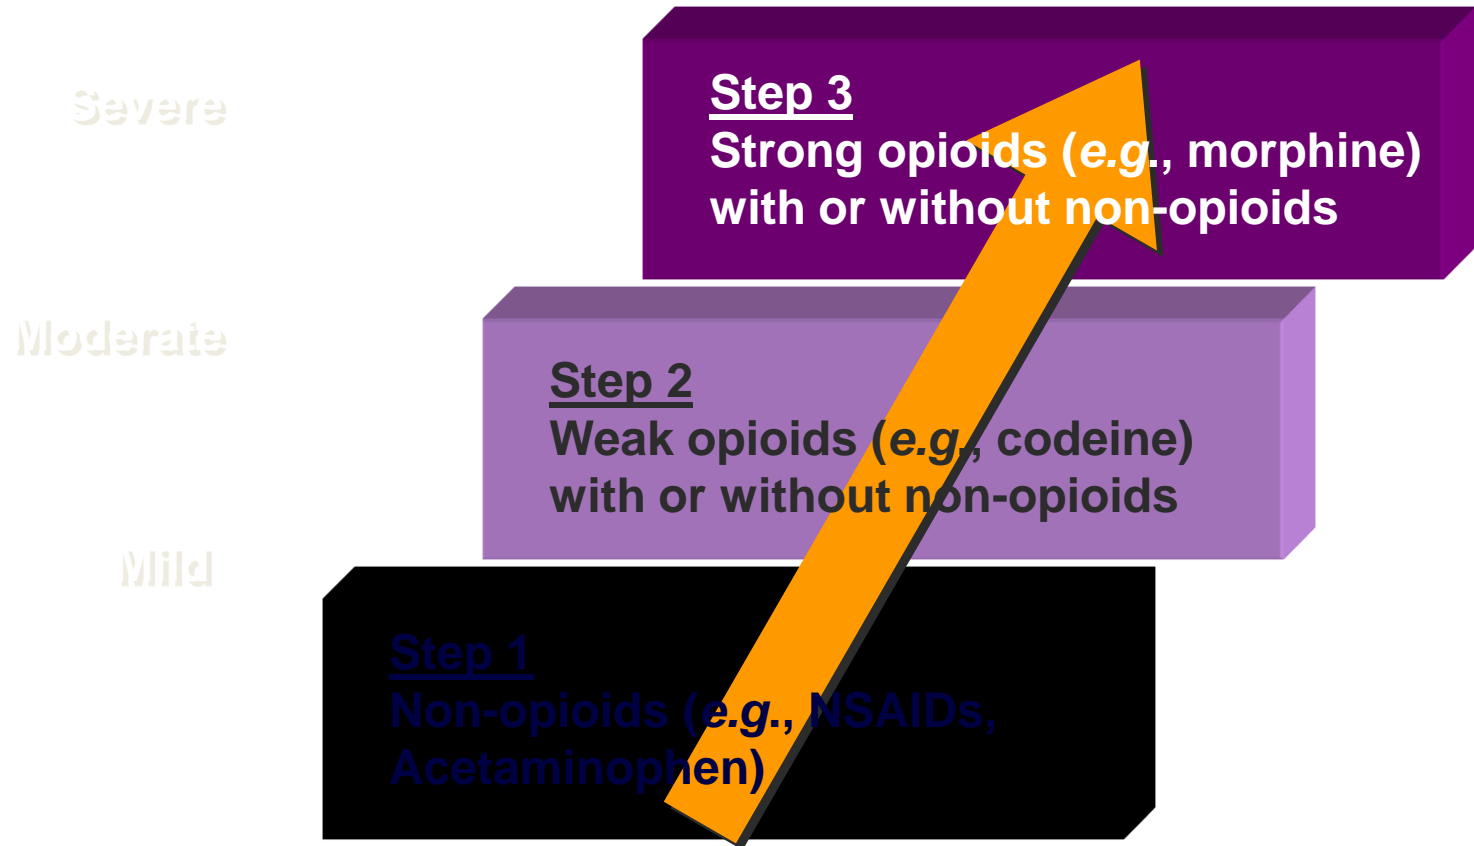 Severe
Step 3
Strong opioids (e.g., morphine)
with or without non-opioids
Moderate
Step 2
Weak opioids (e.g., codeine)
with or without non-opioids
Mild
Step 1
Non-opioids (e.g., NSAIDs,
Acetaminophen)